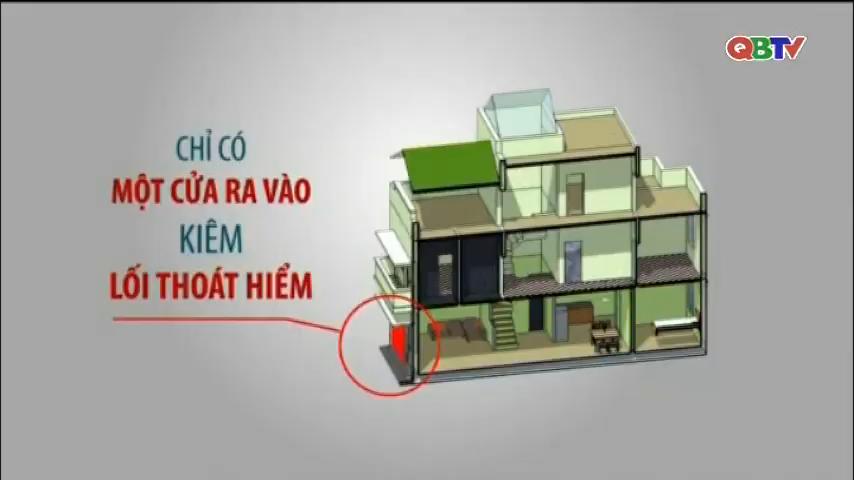 QBTV
CHỈ CÓ
MỘT CỬA RA VÀO
KIÊM
LỐI THOÁT HIỂM